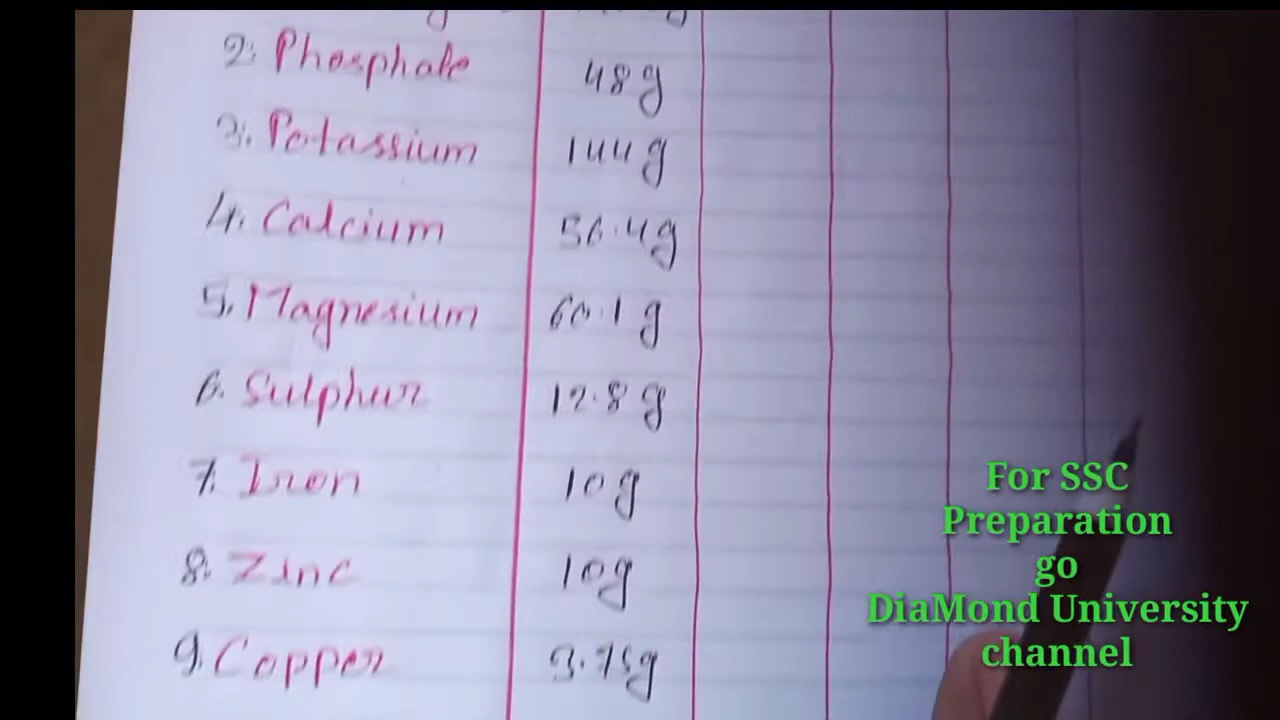 2. Phosphate 48g
3. Potassium 144g
4. Calcium 56.4g
5. Magnesium 60.1g
6. Sulphur 12.8g
7. Iron 10g
8. Zinc 10g
9. Copper 3.75g
For SSC
Preparation
go
DiaMond University
channel